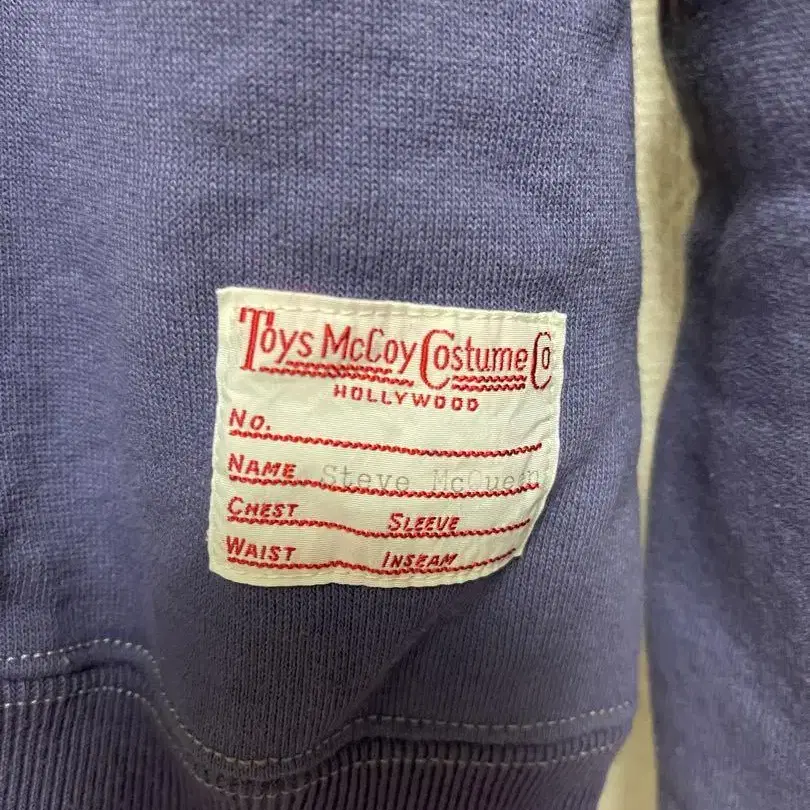 Toys McCoy Costume Co
HOLLYWOOD
No.
NAME Steve McQueen
CHEST SLEEVE
WAIST INSEAM